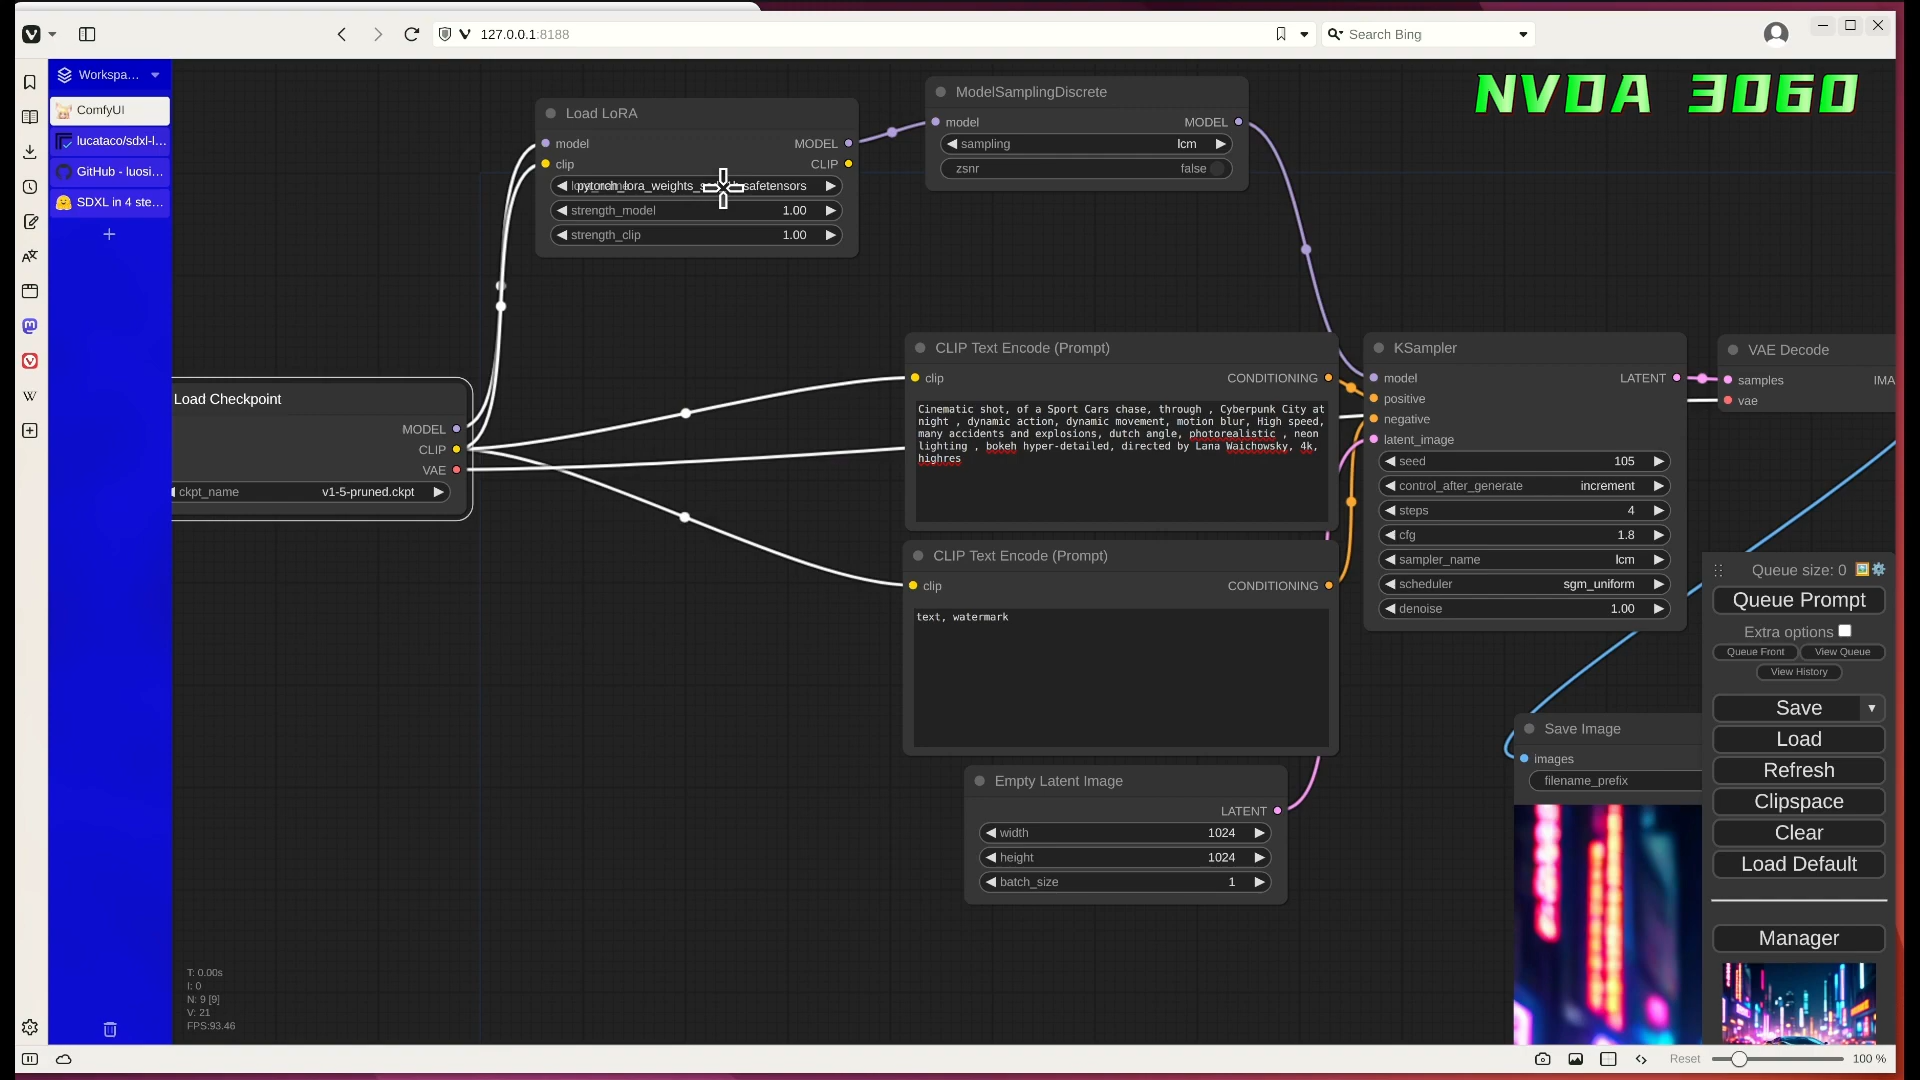 127.0.0.1:8188
Search Bing
Workspa...
ComfyUI
lucataco/sdxl-l...
GitHub - luosi...
SDXL in 4 ste...
NVDA 3060
Load LoRA
model
MODEL
clip
CLIP
strength_model
1.00
strength_clip
1.00
ModelSamplingDiscrete
model
MODEL
sampling
lcm
zsnr
false
Load Checkpoint
MODEL
CLIP
VAE
ckpt_name
v1-5-pruned.ckpt
CLIP Text Encode (Prompt)
clip
CONDITIONING
Cinematic shot, of a Sport Cars chase, through , Cyberpunk City at
night , dynamic action, dynamic movement, motion blur, High speed,
many accidents and explosions, dutch angle, photorealistic , neon
lighting , bokeh hyper-detailed, directed by Lana Waichowsky, 4k,
highres
CLIP Text Encode (Prompt)
clip
CONDITIONING
text, watermark
Empty Latent Image
LATENT
width
1024
height
1024
batch_size
1
KSampler
model
LATENT
positive
negative
latent_image
seed
105
control_after_generate
increment
steps
4
cfg
1.8
sampler_name
lcm
scheduler
sgm_uniform
denoise
1.00
VAE Decode
samples
IMA
vae
Save Image
images
filename_prefix
Queue size: 0
Queue Prompt
Extra options
Queue Front
View Queue
View History
Save
Load
Refresh
Clipspace
Clear
Load Default
Manager
T: 0.00s
I: 0
N: 9 [9]
V: 21
FPS:93.46
Reset
100 %